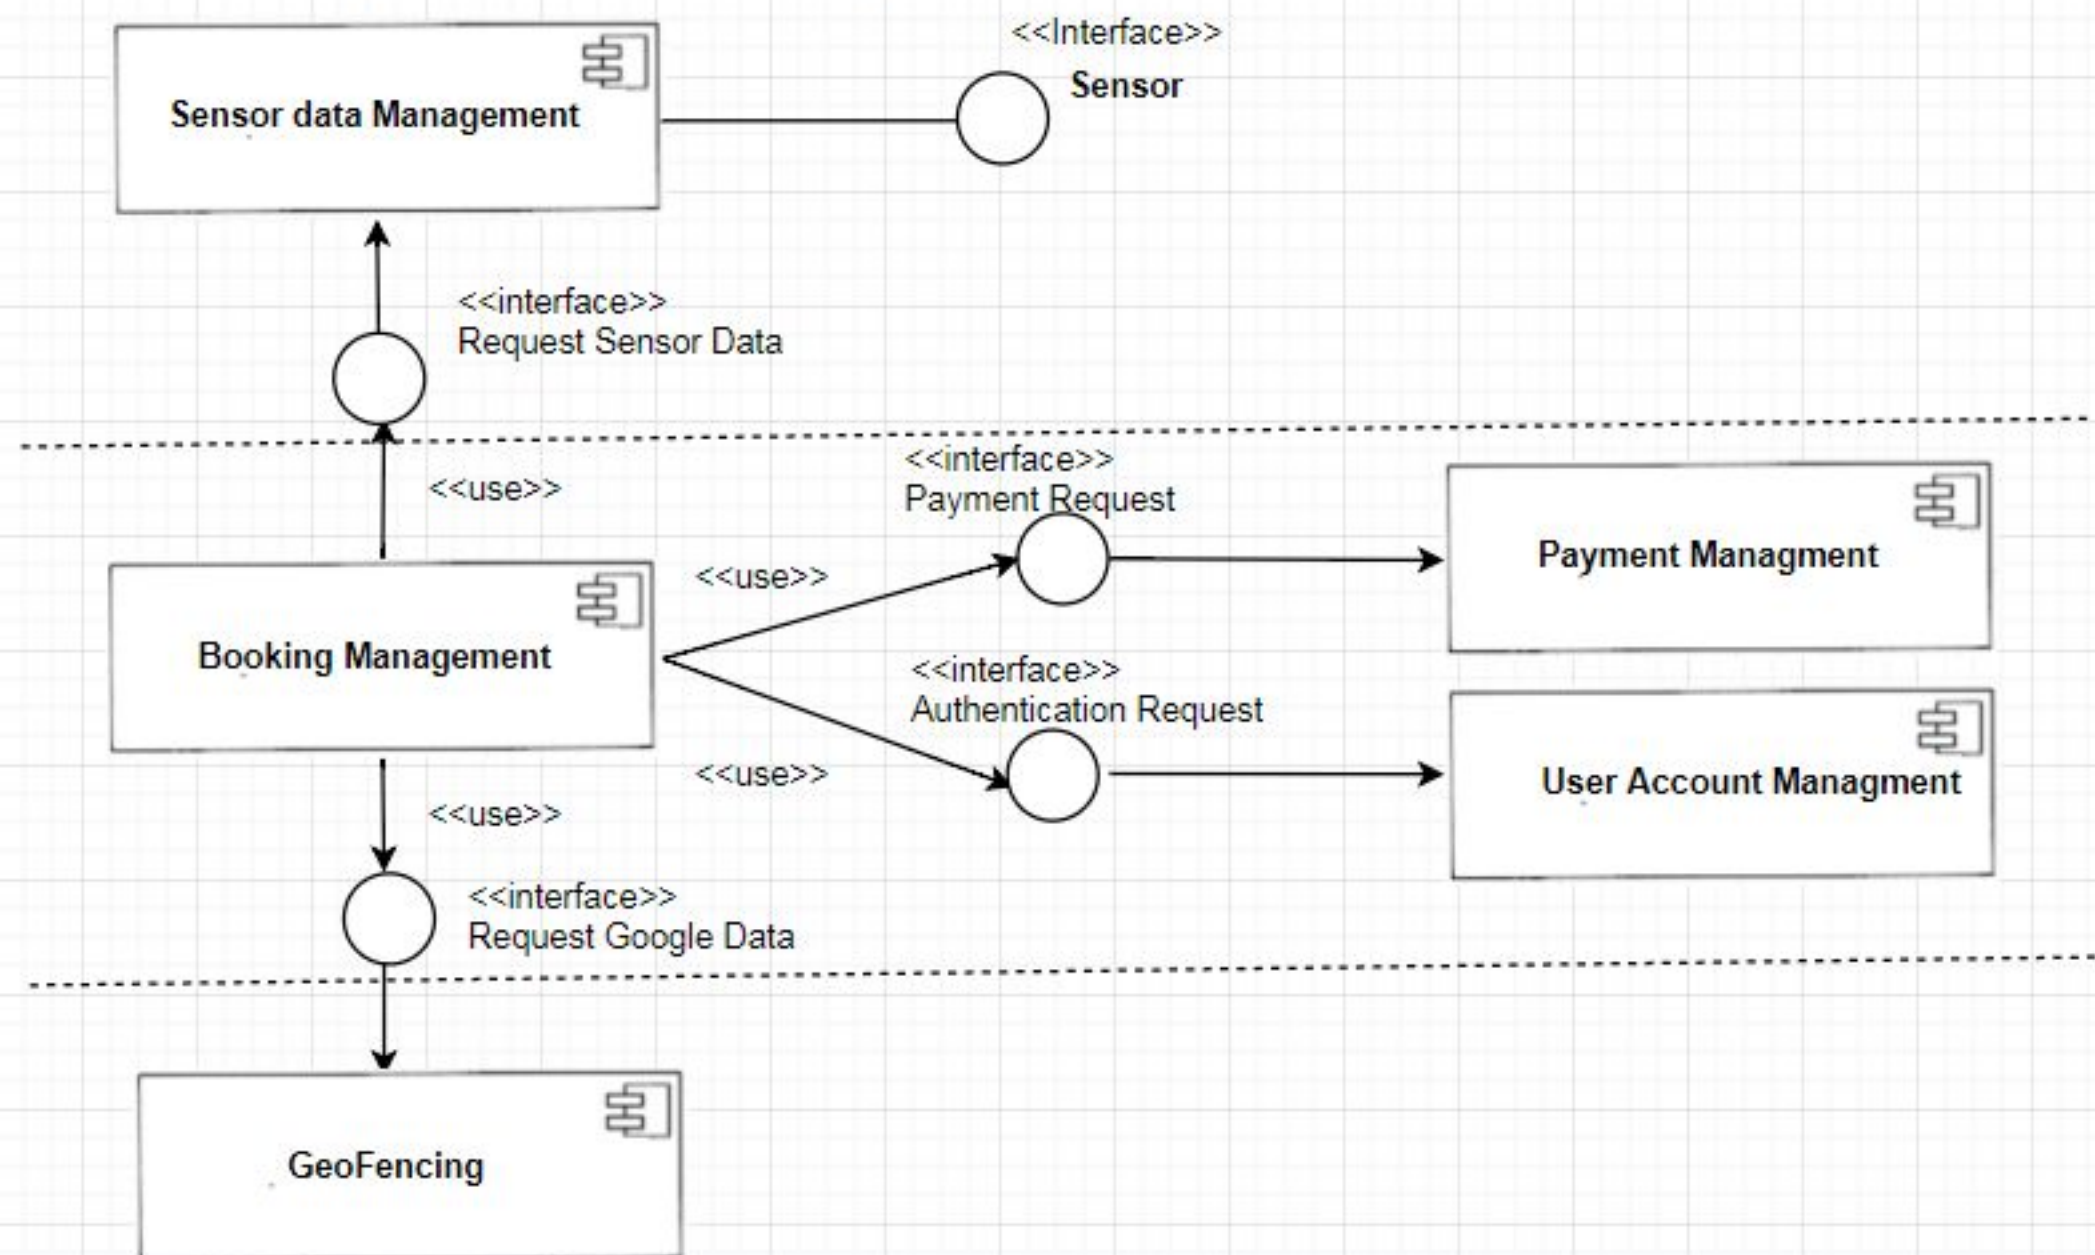 <<Interface>>
Sensor
Sensor data Management
<<interface>>
Request Sensor Data
<<use>>
<<interface>>
Payment Request
<<use>>
Payment Managment
Booking Management
<<interface>>
Authentication Request
<<use>>
User Account Managment
<<use>>
<<interface>>
Request Google Data
GeoFencing